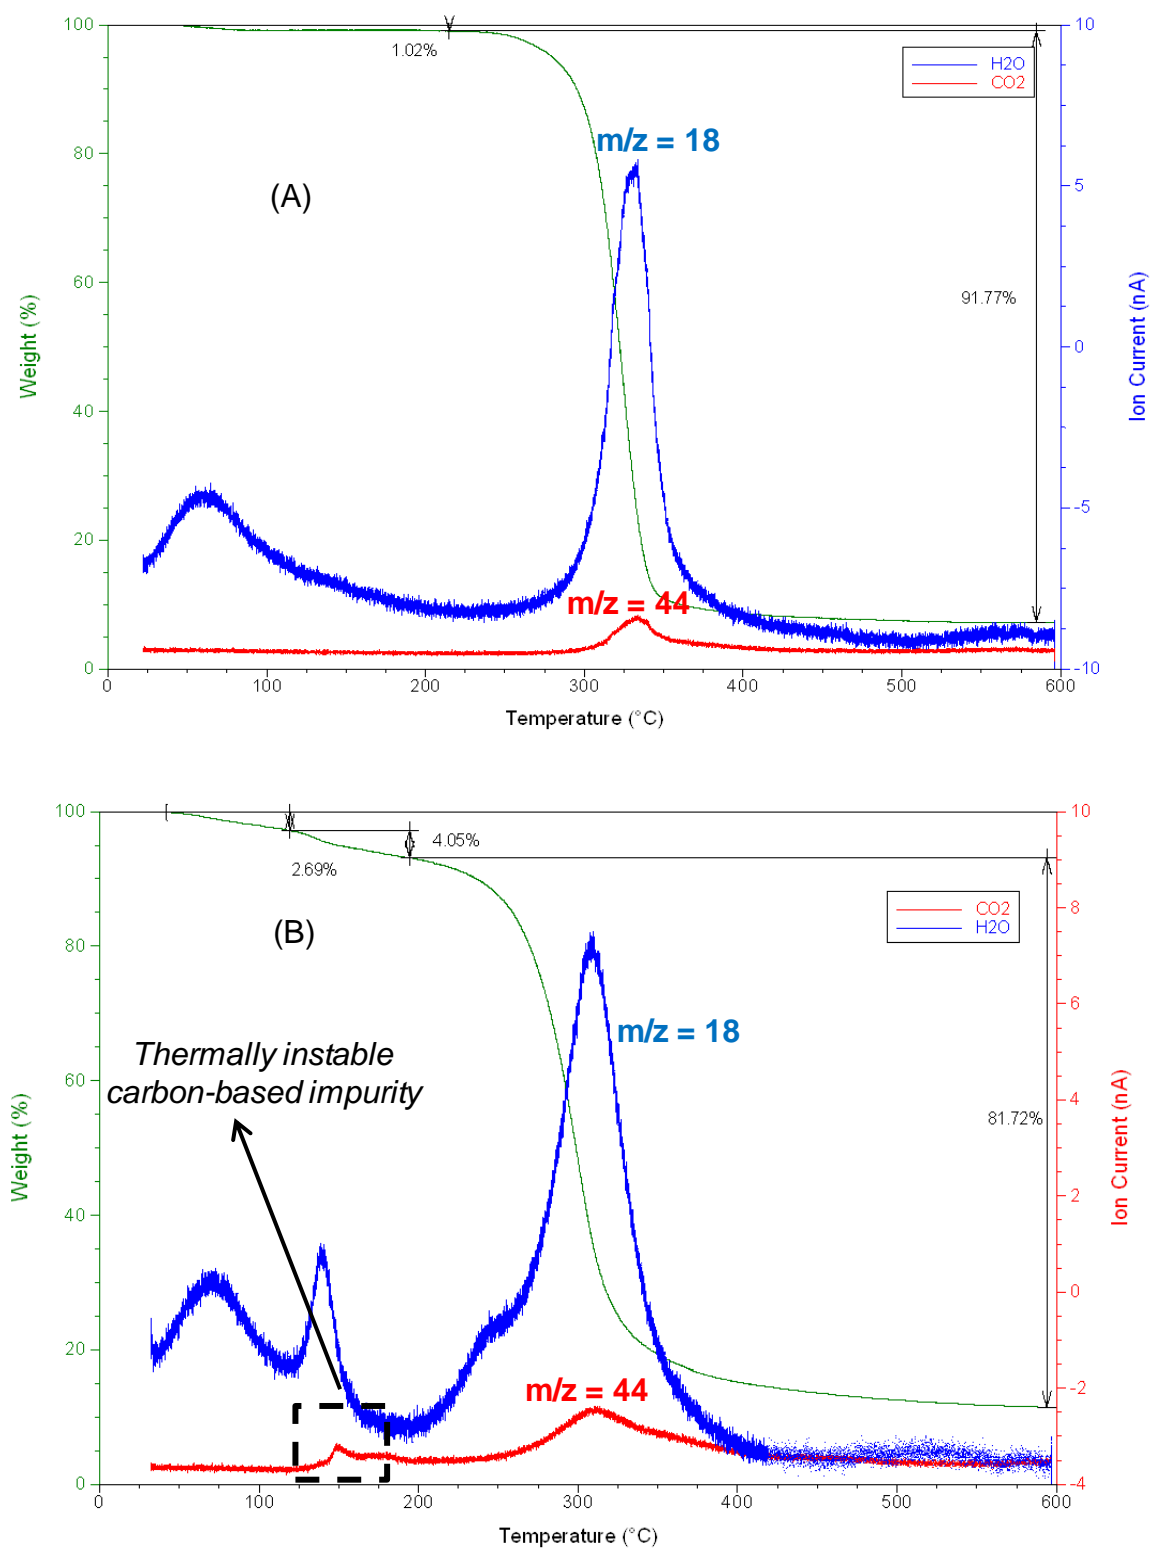 100
80
60
40
20
0
Weight (%)
1.02%
(A)
m/z = 18
H2O
CO2
91.77%
m/z = 44
10
5
0
-5
-10
Ion Current (nA)
0
100
200
300
400
500
600
Temperature (°C)
100
80
60
40
20
0
Weight (%)
4.05%
2.69%
(B)
CO2
H2O
m/z = 18
Thermally instable
carbon-based impurity
81.72%
m/z = 44
10
8
6
4
2
0
-2
-4
Ion Current (nA)
0
100
200
300
400
500
600
Temperature (°C)